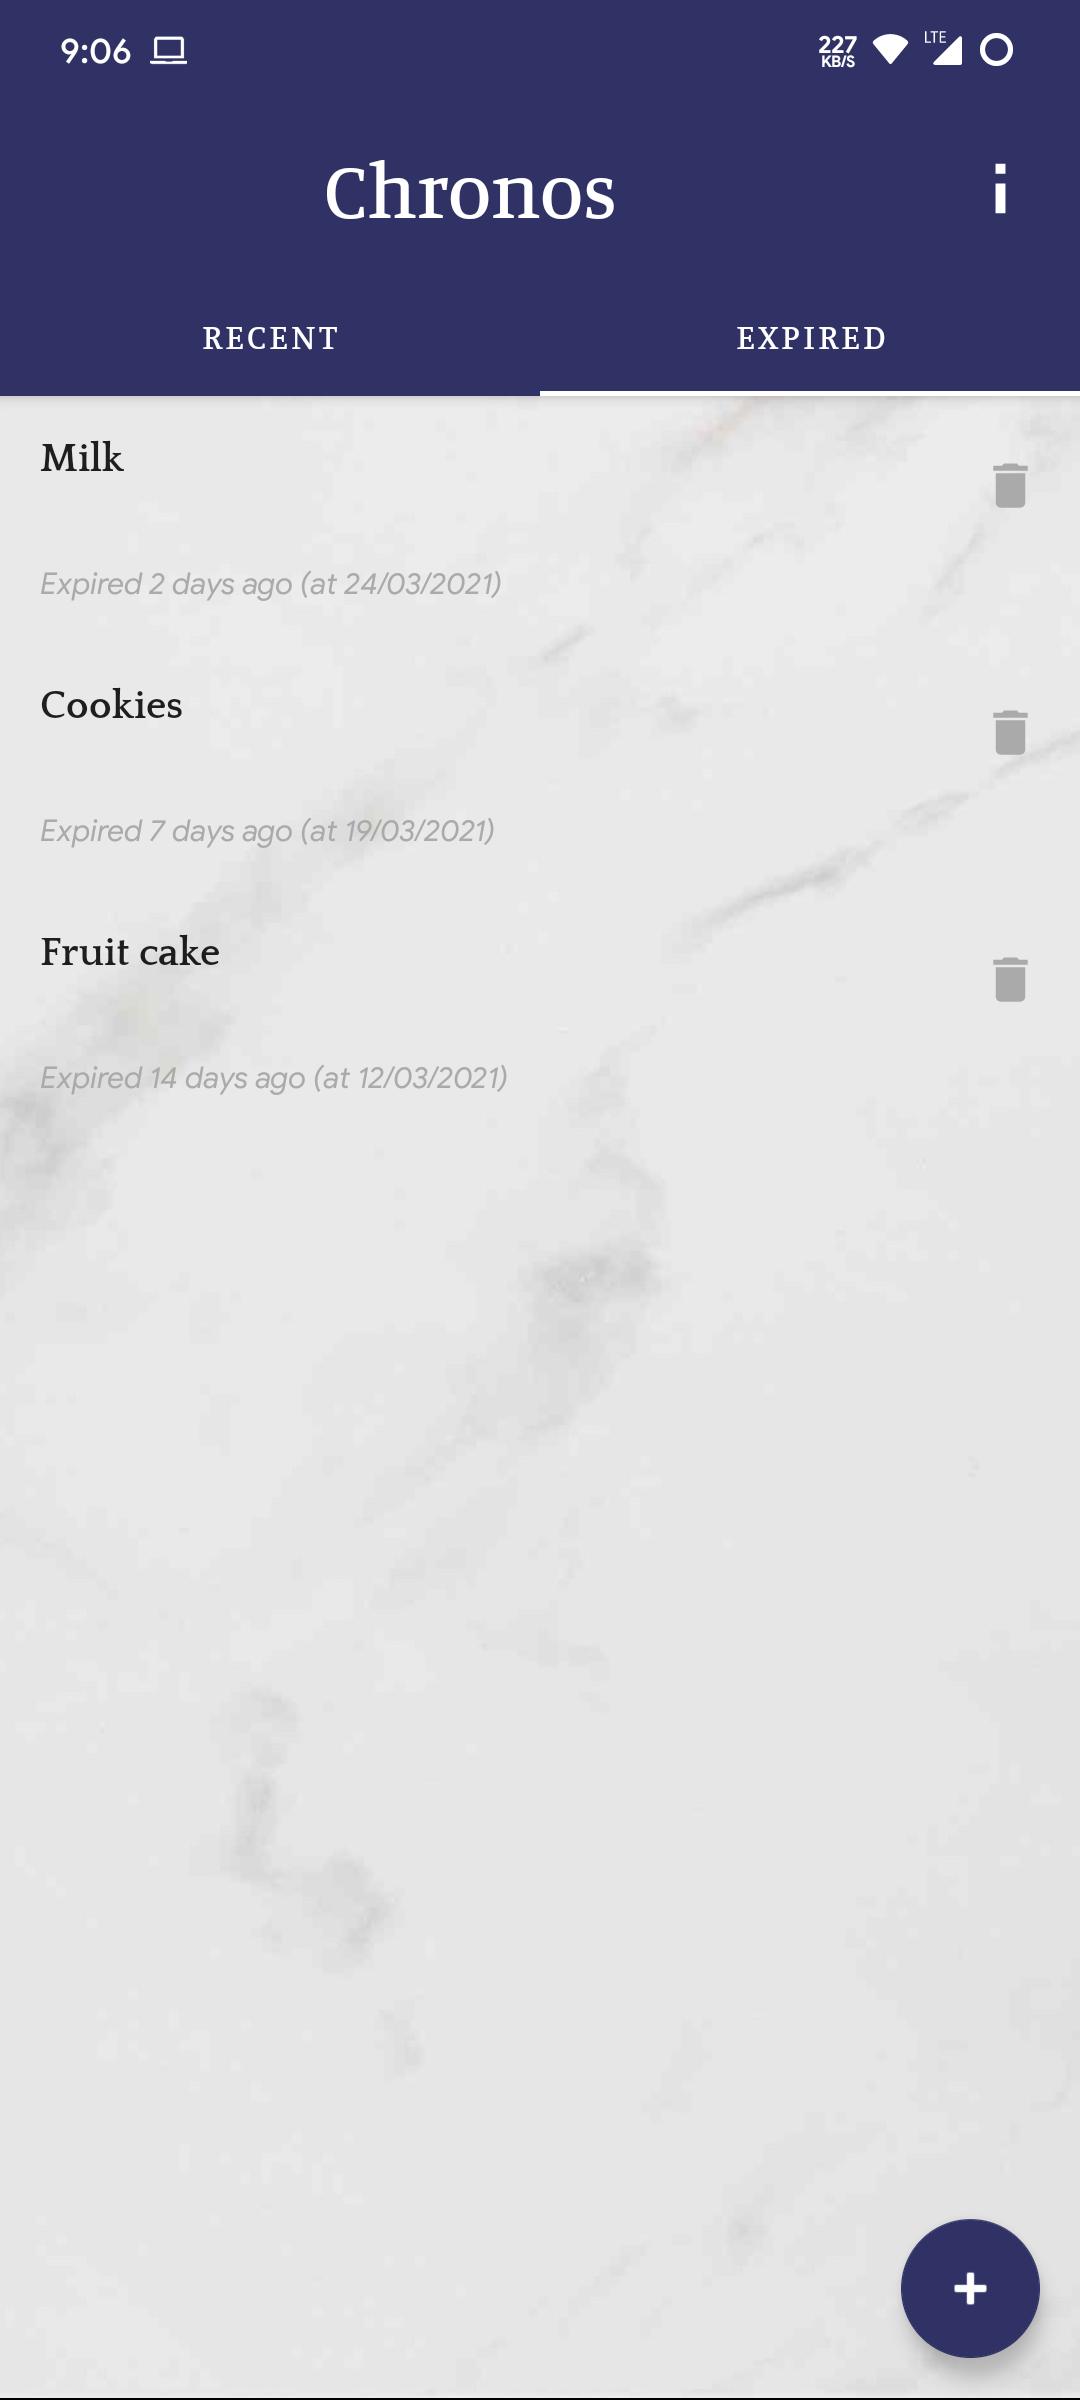 9:06
227
KB/S
LTE
Chronos
RECENT
EXPIRED
Milk
Expired 2 days ago (at 24/03/2021)
Cookies
Expired 7 days ago (at 19/03/2021)
Fruit cake
Expired 14 days ago (at 12/03/2021)